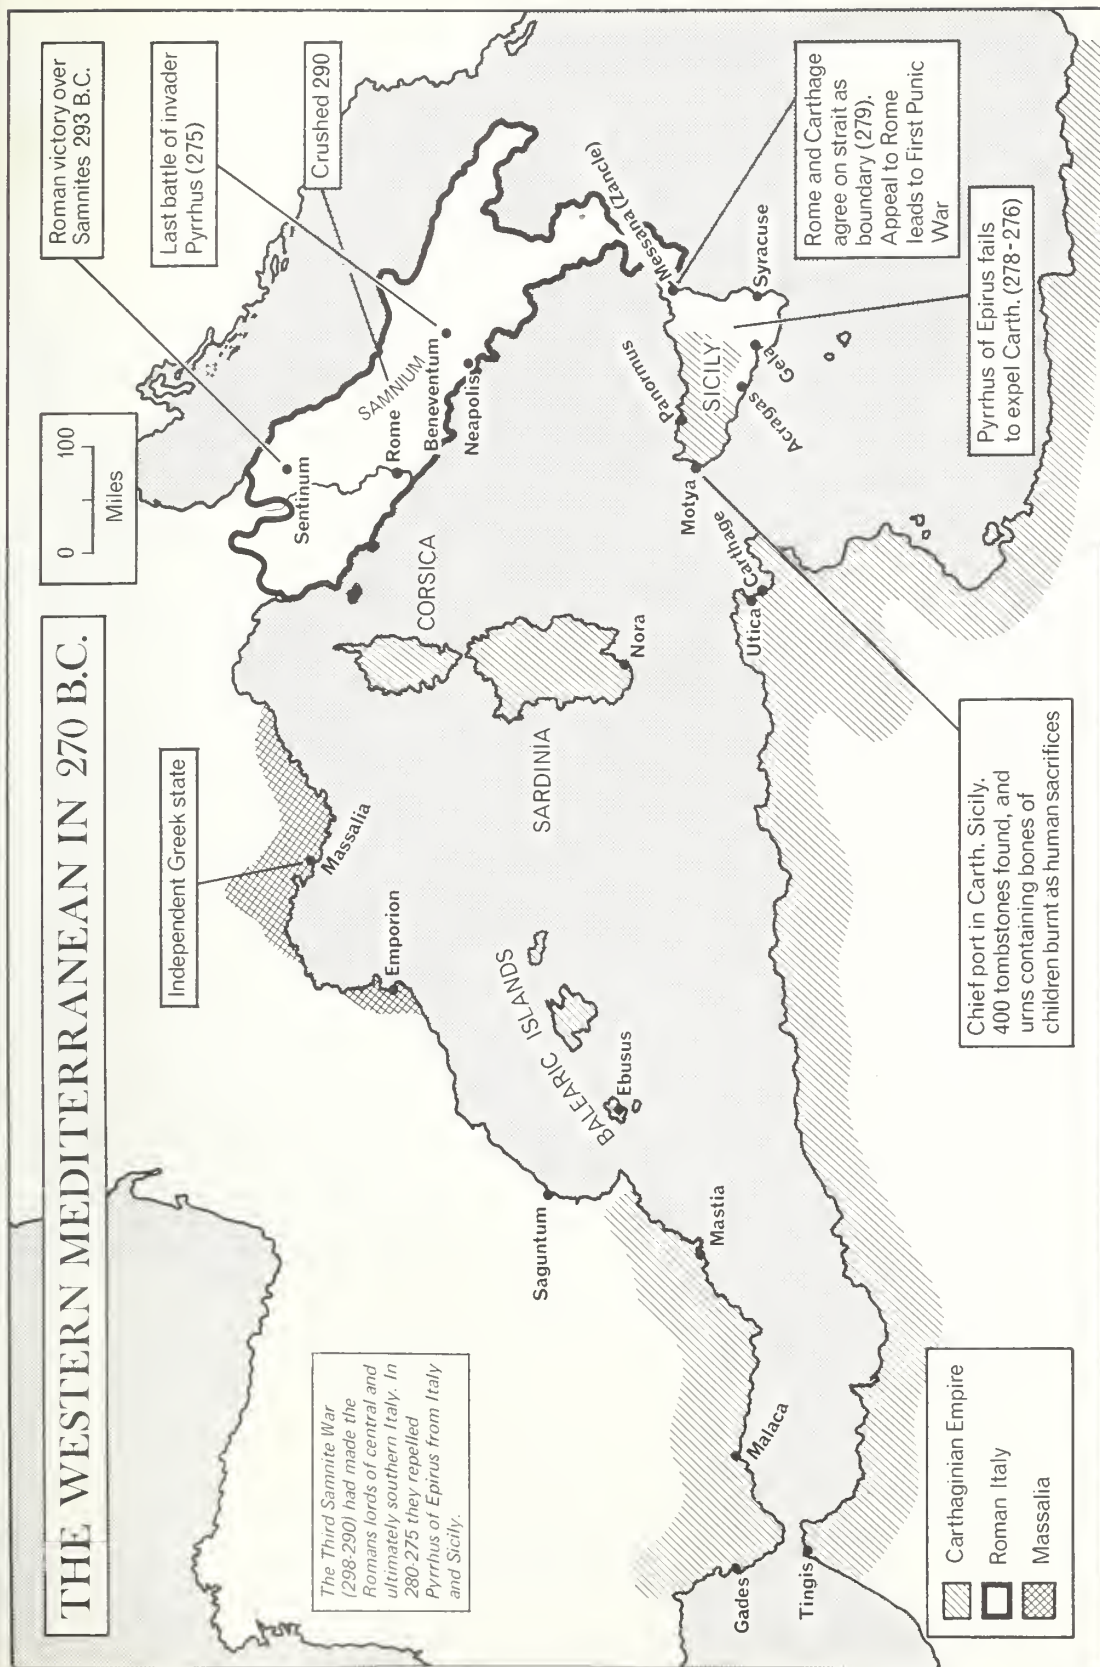 THE WESTERN MEDITERRANEAN IN 270 B.C.
0 100
Miles
Roman victory over
Samnites 293 B.C.
Last battle of invader
Pyrrhus (275)
Crushed 290
Independent Greek state
The Third Samnite War
(298-290) had made the
Romans lords of central and
ultimately southern Italy. In
280-275 they repelled
Pyrrhus of Epirus from Italy
and Sicily.
Sentinum
Rome
SAMNIUM
Beneventum
Neapolis
Massalia
Emporion
CORSICA
SARDINIA
Nora
BALEARIC ISLANDS
Ebusus
Saguntum
Mastia
Malaca
Gades
Tingis
Messana (Zancle)
Panormus
SICILY
Syracuse
Gela
Acragas
Motya
Carthage
Utica
Rome and Carthage
agree on strait as
boundary (279).
Appeal to Rome
leads to First Punic
War
Pyrrhus of Epirus fails
to expel Carth. (278-276)
Chief port in Carth. Sicily.
400 tombstones found, and
urns containing bones of
children burnt as human sacrifices
Carthaginian Empire
Roman Italy
Massalia